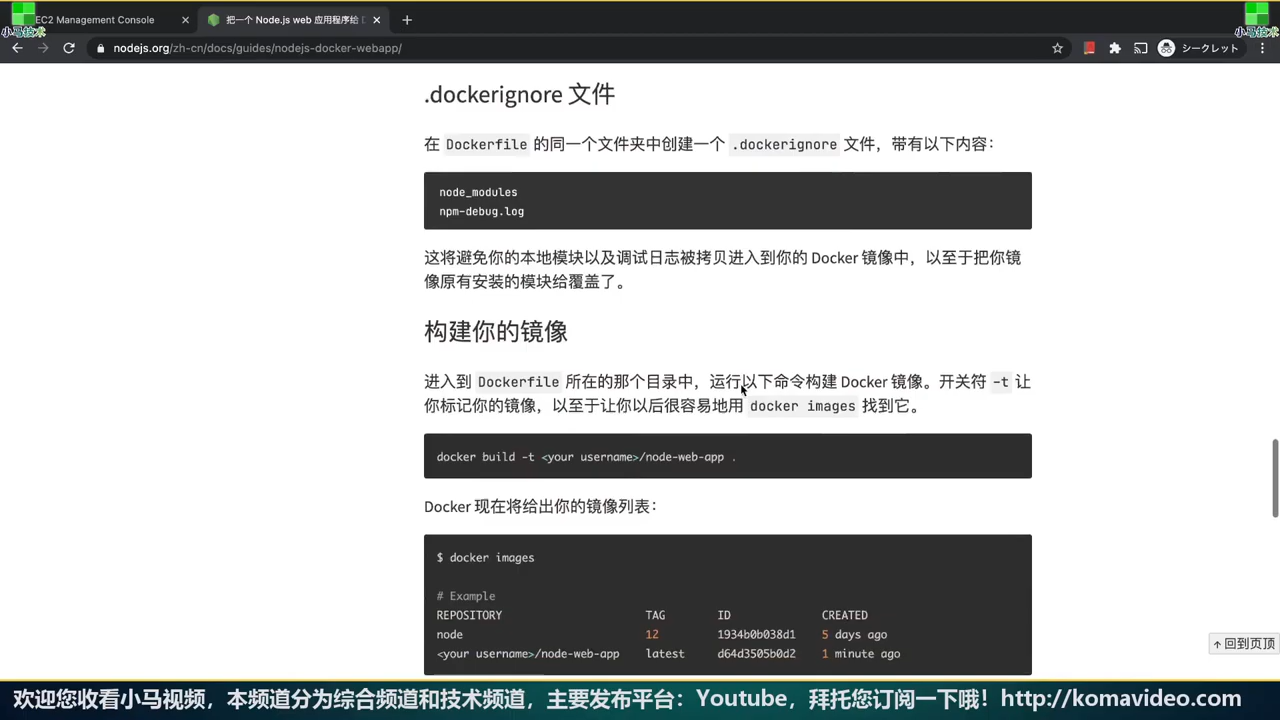 EC2 Management Console
把一个 Node.js web 应用程序给
小马技术
小马技术
nodejs.org/zh-cn/docs/guides/nodejs-docker-webapp/
シークレット
.dockerignore 文件
在 Dockerfile 的同一个文件夹中创建一个 .dockerignore 文件，带有以下内容：
node_modules
npm-debug.log
这将避免你的本地模块以及调试日志被拷贝进入到你的 Docker 镜像中，以至于把你镜
像原有安装的模块给覆盖了。
构建你的镜像
进入到 Dockerfile 所在的那个目录中，运行以下命令构建 Docker 镜像。开关符 -t 让
你标记你的镜像，以至于让你以后很容易地用 docker images 找到它。
docker build -t <your username>/node-web-app .
Docker 现在将给出你的镜像列表：
$ docker images
# Example
REPOSITORY TAG ID CREATED
node 12 1934b0b038d1 5 days ago
<your username>/node-web-app latest d64d3505b0d2 1 minute ago
↑回到页顶
欢迎您收看小马视频，本频道分为综合频道和技术频道，主要发布平台：Youtube，拜托您订阅一下哦！http://komavideo.com